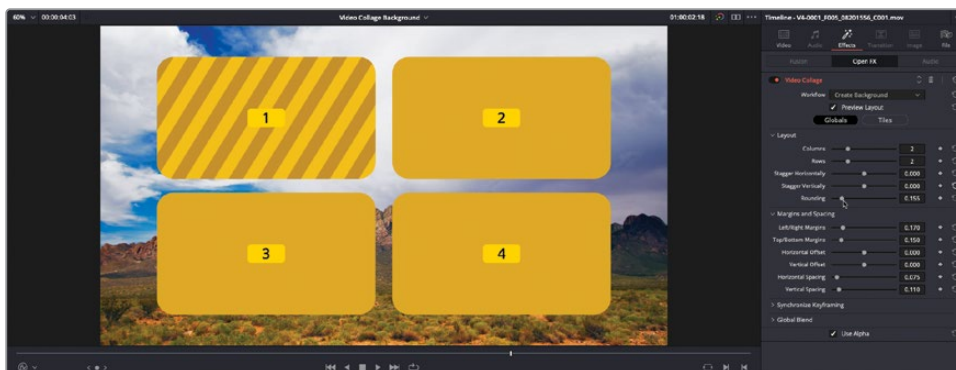 60% 00:00:04:03 Video Collage Background 01:00:02:18 Timeline - V4-0001_F005_08201556_C001.mov
Video Audio Effects Transition Image File
Fusion Open FX Audio
Video Collage
Workflow Create Background
Preview Layout
Globals Tiles
Layout
Columns 2
Rows 2
Stagger Horizontally 0.000
Stagger Vertically 0.000
Rounding 0.155
Margins and Spacing
Left/Right Margins 0.170
Top/Bottom Margins 0.150
Horizontal Offset 0.000
Vertical Offset 0.000
Horizontal Spacing 0.075
Vertical Spacing 0.110
Synchronize Keyframing
Global Blend
Use Alpha
1 2
3 4